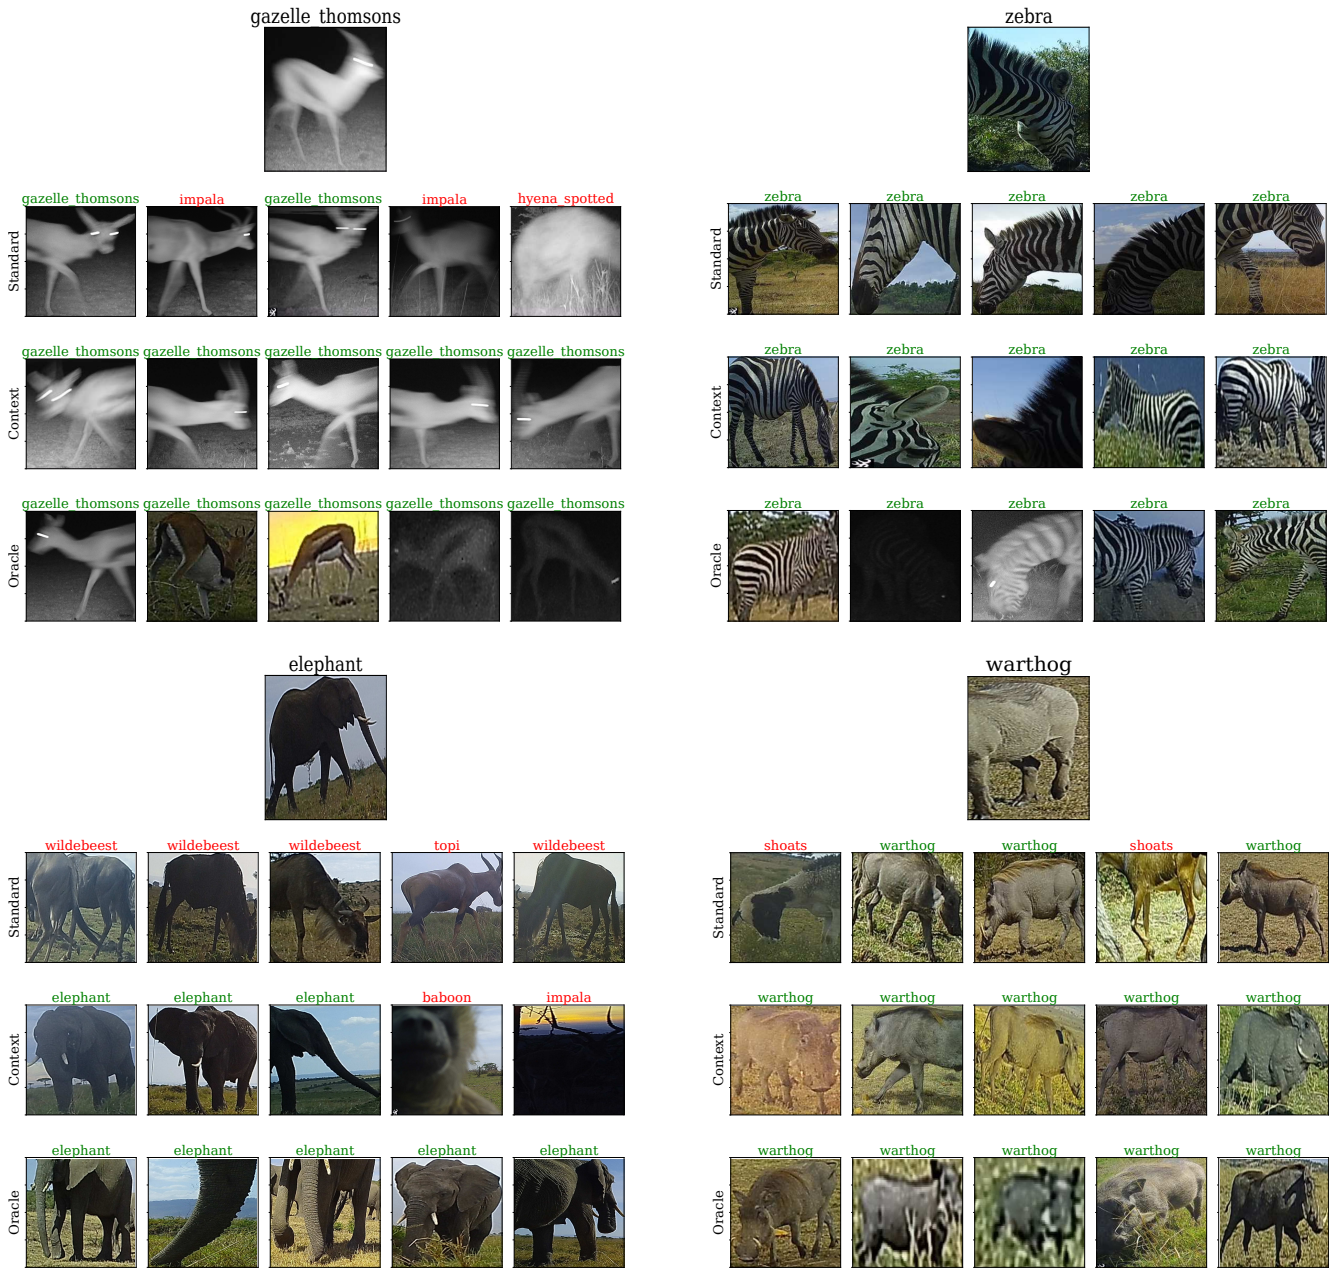 gazelle_thomsons
Standard
gazelle_thomsons impala gazelle_thomsons impala hyena_spotted
Context
gazelle_thomsons gazelle_thomsons gazelle_thomsons gazelle_thomsons gazelle_thomsons
Oracle
gazelle_thomsons gazelle_thomsons gazelle_thomsons gazelle_thomsons gazelle_thomsons
zebra
Standard
zebra zebra zebra zebra zebra
Context
zebra zebra zebra zebra zebra
Oracle
zebra zebra zebra zebra zebra
elephant
Standard
wildebeest wildebeest wildebeest topi wildebeest
Context
elephant elephant elephant baboon impala
Oracle
elephant elephant elephant elephant elephant
warthog
Standard
shoats warthog warthog shoats warthog
Context
warthog warthog warthog warthog warthog
Oracle
warthog warthog warthog warthog warthog